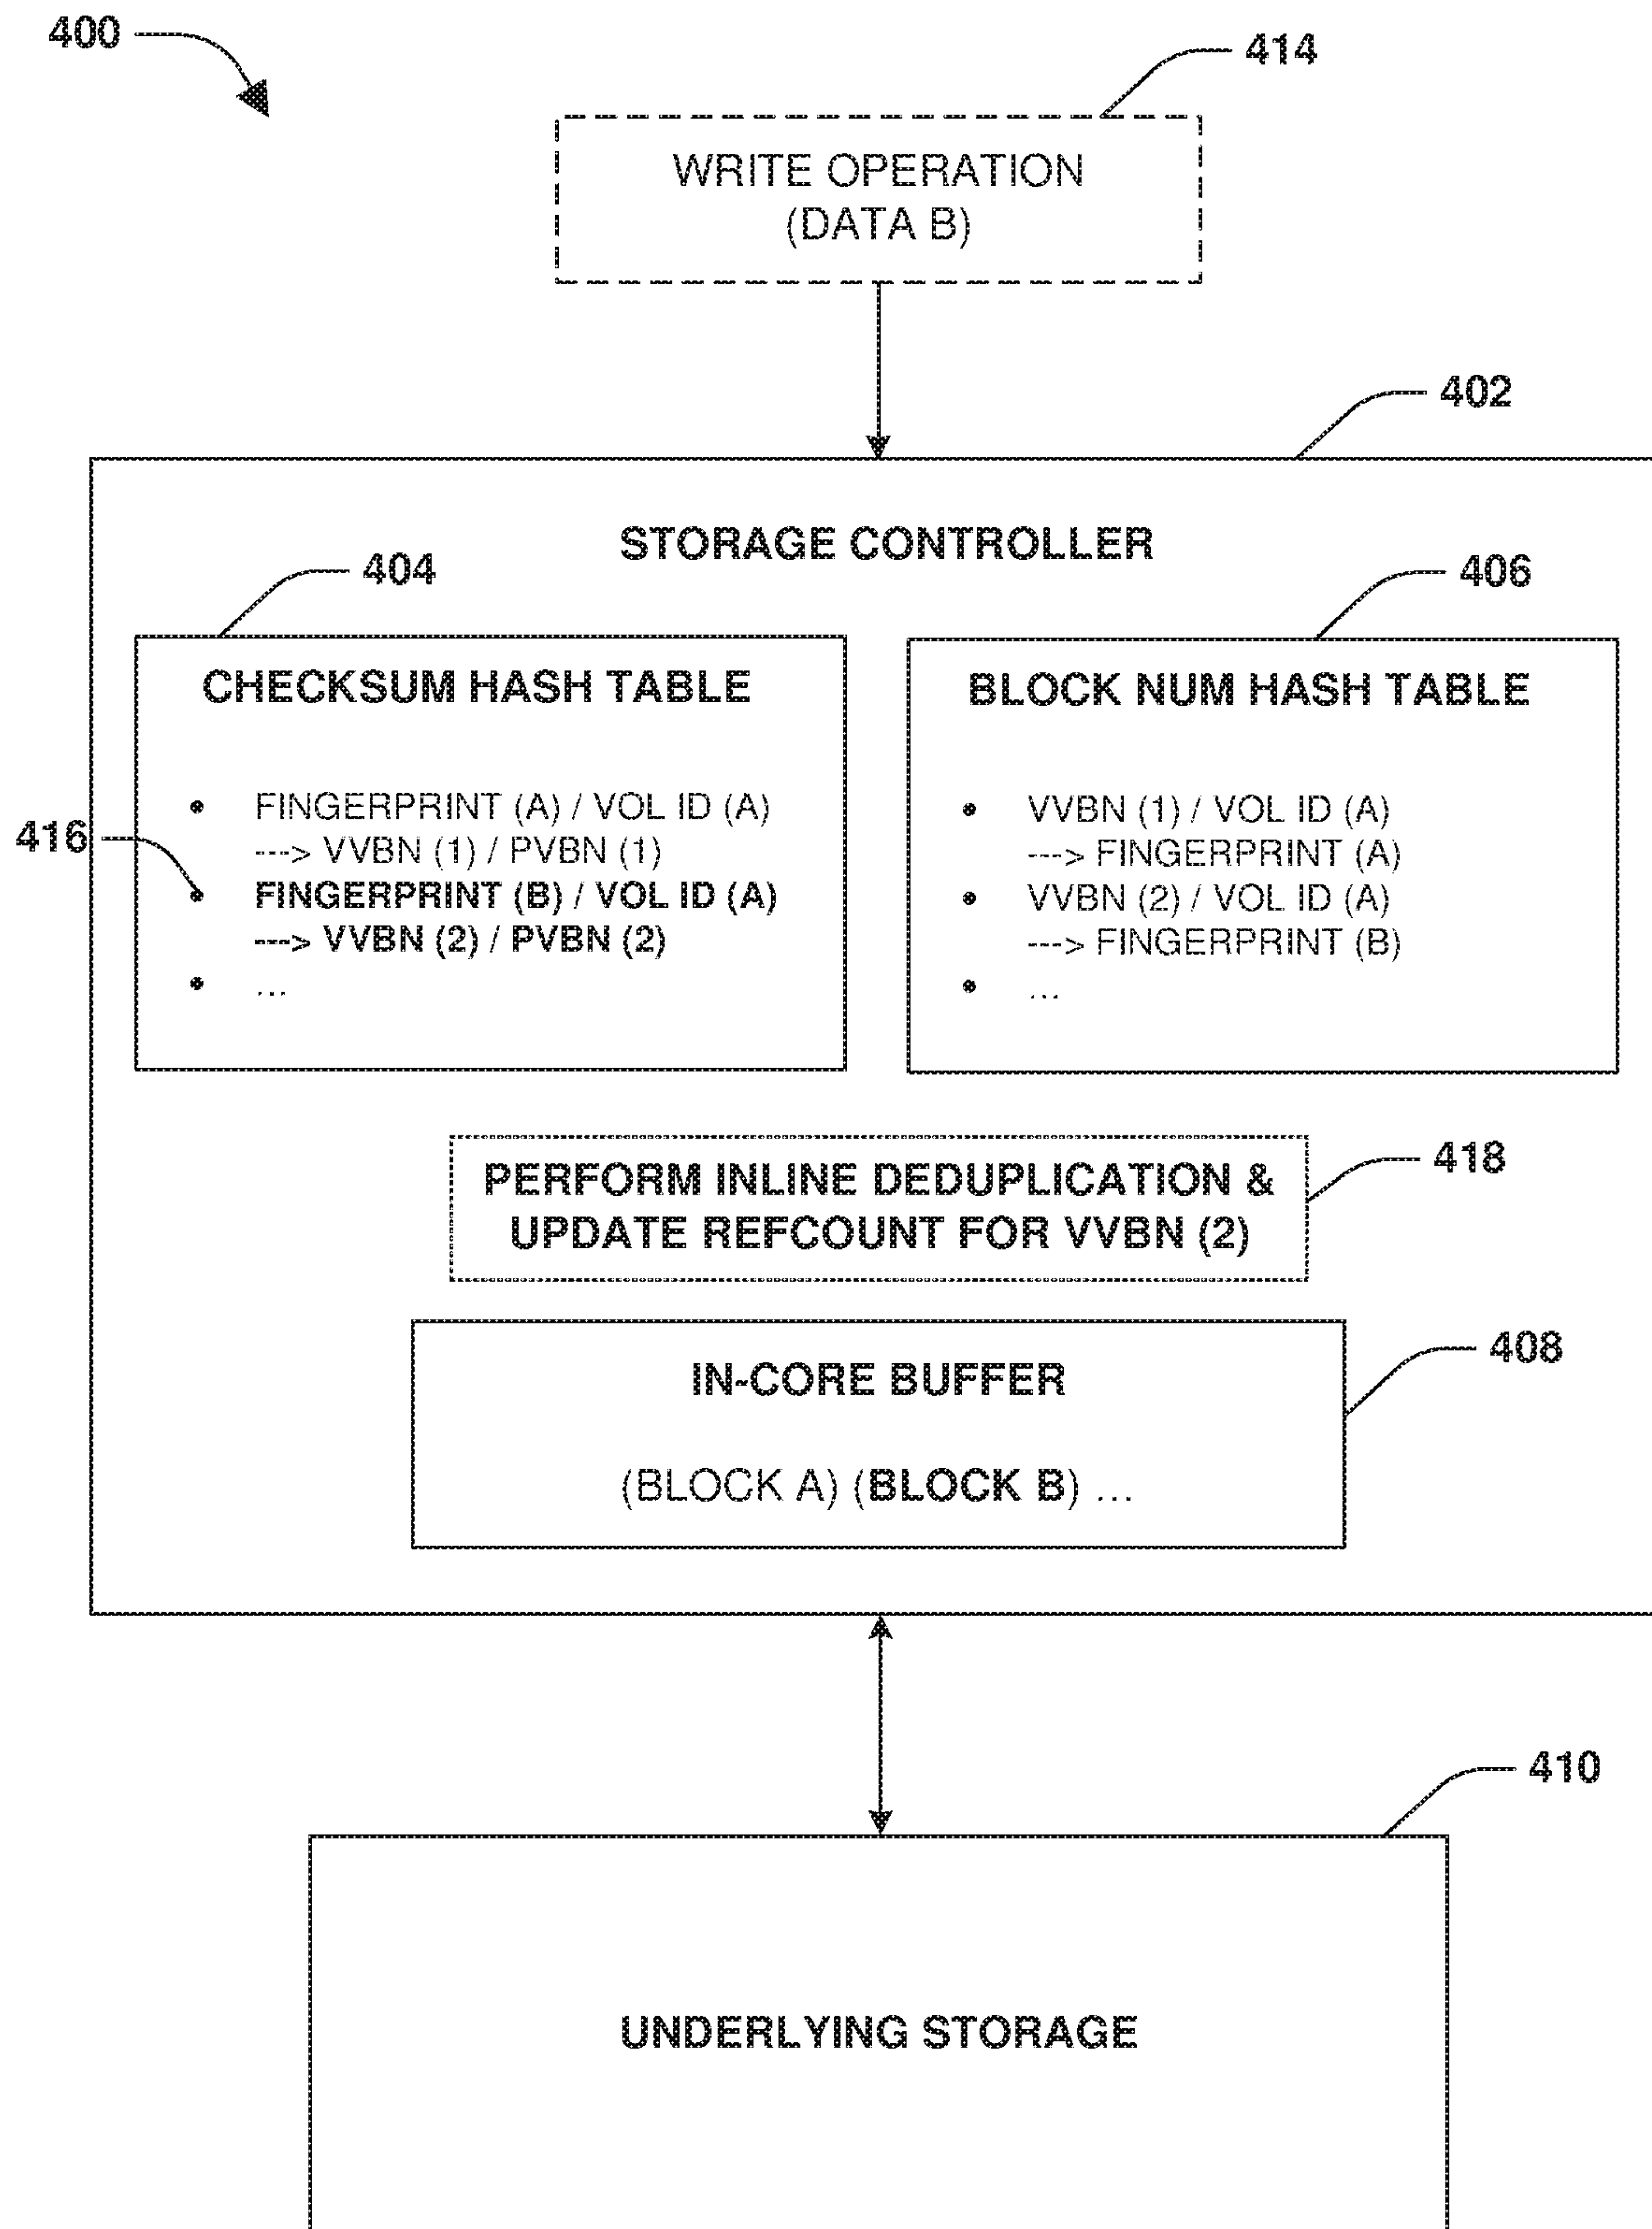 400
414
WRITE OPERATION
(DATA B)
402
STORAGE CONTROLLER
404
406
CHECKSUM HASH TABLE
• FINGERPRINT (A) / VOL ID (A)
---> VVBN (1) / PVBN (1)
416
• FINGERPRINT (B) / VOL ID (A)
---> VVBN (2) / PVBN (2)
• ...
BLOCK NUM HASH TABLE
• VVBN (1) / VOL ID (A)
---> FINGERPRINT (A)
• VVBN (2) / VOL ID (A)
---> FINGERPRINT (B)
• ...
PERFORM INLINE DEDUPLICATION &
UPDATE REFCOUNT FOR VVBN (2)
418
IN-CORE BUFFER
408
(BLOCK A) (BLOCK B) ...
410
UNDERLYING STORAGE